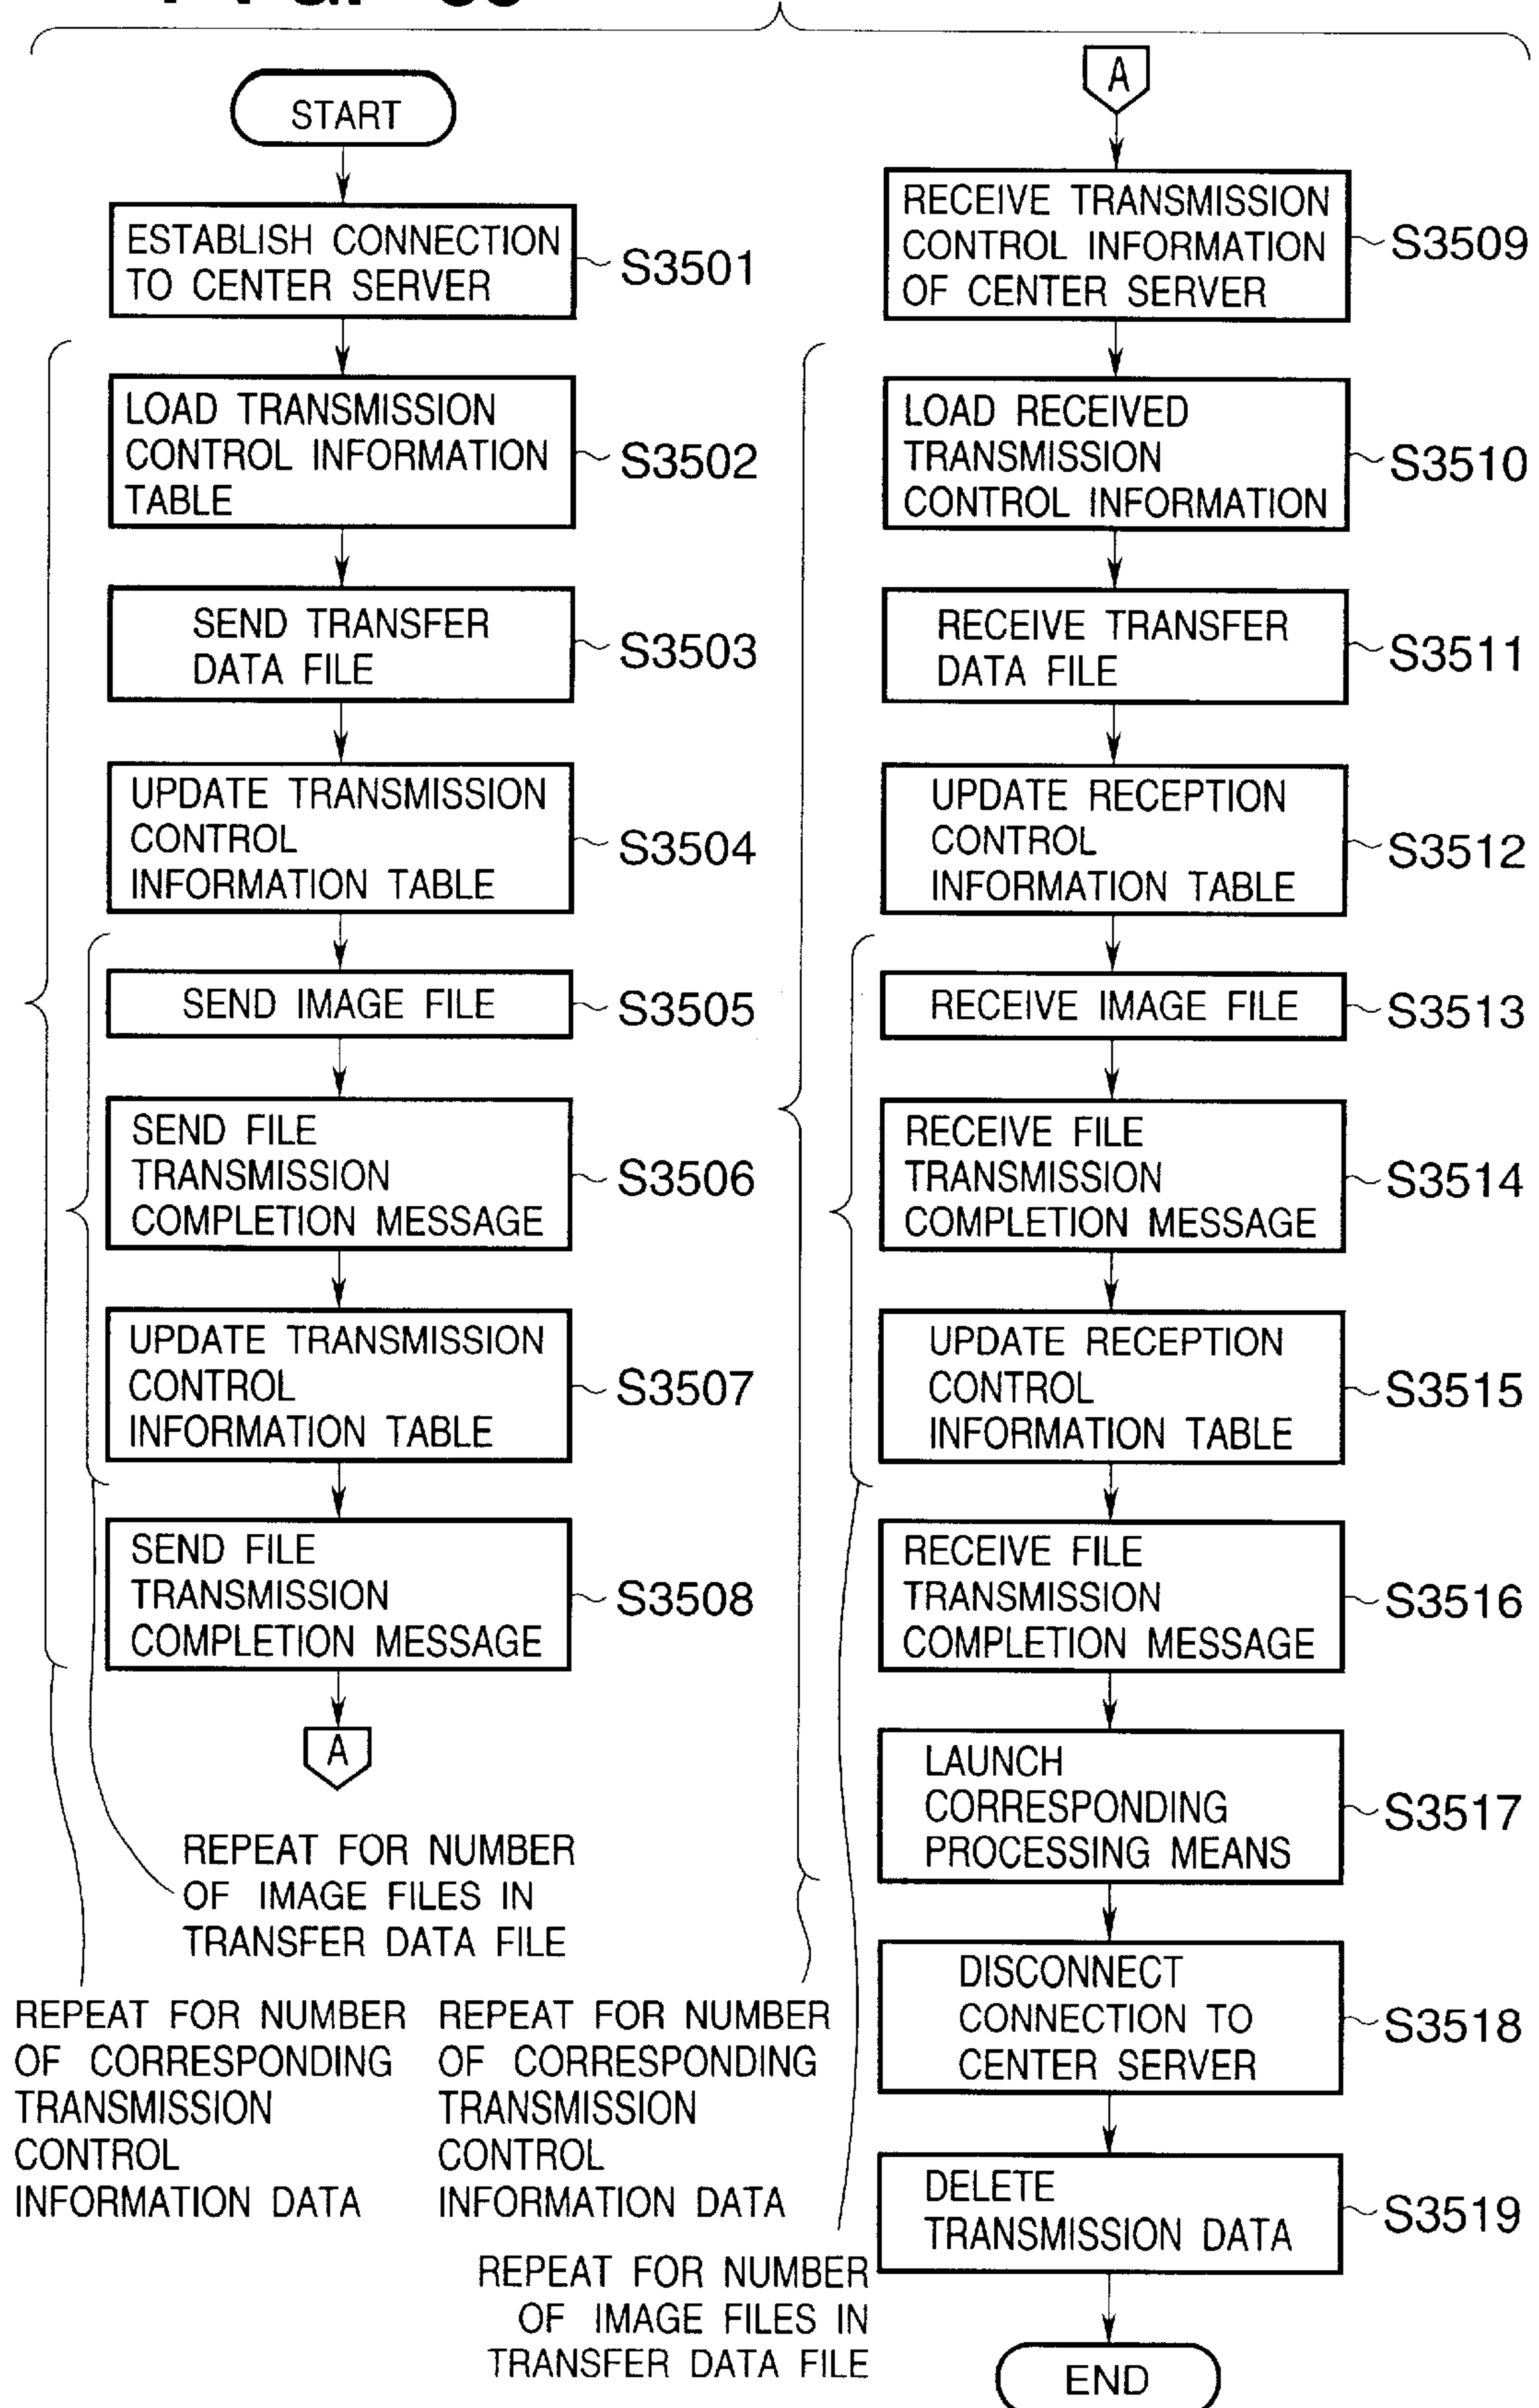 START
ESTABLISH CONNECTION
TO CENTER SERVER
S3501
LOAD TRANSMISSION
CONTROL INFORMATION
TABLE
S3502
SEND TRANSFER
DATA FILE
S3503
UPDATE TRANSMISSION
CONTROL
INFORMATION TABLE
S3504
SEND IMAGE FILE
S3505
SEND FILE
TRANSMISSION
COMPLETION MESSAGE
S3506
UPDATE TRANSMISSION
CONTROL
INFORMATION TABLE
S3507
SEND FILE
TRANSMISSION
COMPLETION MESSAGE
S3508
A
REPEAT FOR NUMBER
OF IMAGE FILES IN
TRANSFER DATA FILE
REPEAT FOR NUMBER
OF CORRESPONDING
TRANSMISSION
CONTROL
INFORMATION DATA
A
RECEIVE TRANSMISSION
CONTROL INFORMATION
OF CENTER SERVER
S3509
LOAD RECEIVED
TRANSMISSION
CONTROL INFORMATION
S3510
RECEIVE TRANSFER
DATA FILE
S3511
UPDATE RECEPTION
CONTROL
INFORMATION TABLE
S3512
RECEIVE IMAGE FILE
S3513
RECEIVE FILE
TRANSMISSION
COMPLETION MESSAGE
S3514
UPDATE RECEPTION
CONTROL
INFORMATION TABLE
S3515
RECEIVE FILE
TRANSMISSION
COMPLETION MESSAGE
S3516
LAUNCH
CORRESPONDING
PROCESSING MEANS
S3517
DISCONNECT
CONNECTION TO
CENTER SERVER
S3518
DELETE
TRANSMISSION DATA
S3519
END
REPEAT FOR NUMBER
OF CORRESPONDING
TRANSMISSION
CONTROL
INFORMATION DATA
REPEAT FOR NUMBER
OF IMAGE FILES IN
TRANSFER DATA FILE